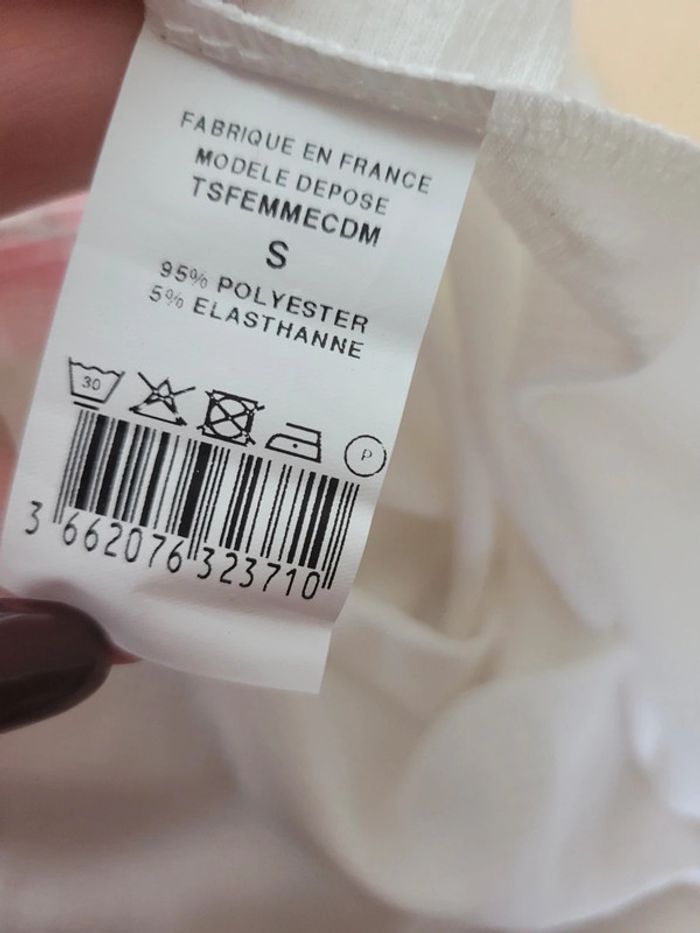 FABRIQUE EN FRANCE
MODELE DEPOSE
TSFEMMECDM
S
95% POLYESTER
5% ELASTHANNE
30
P
3 662076 323710